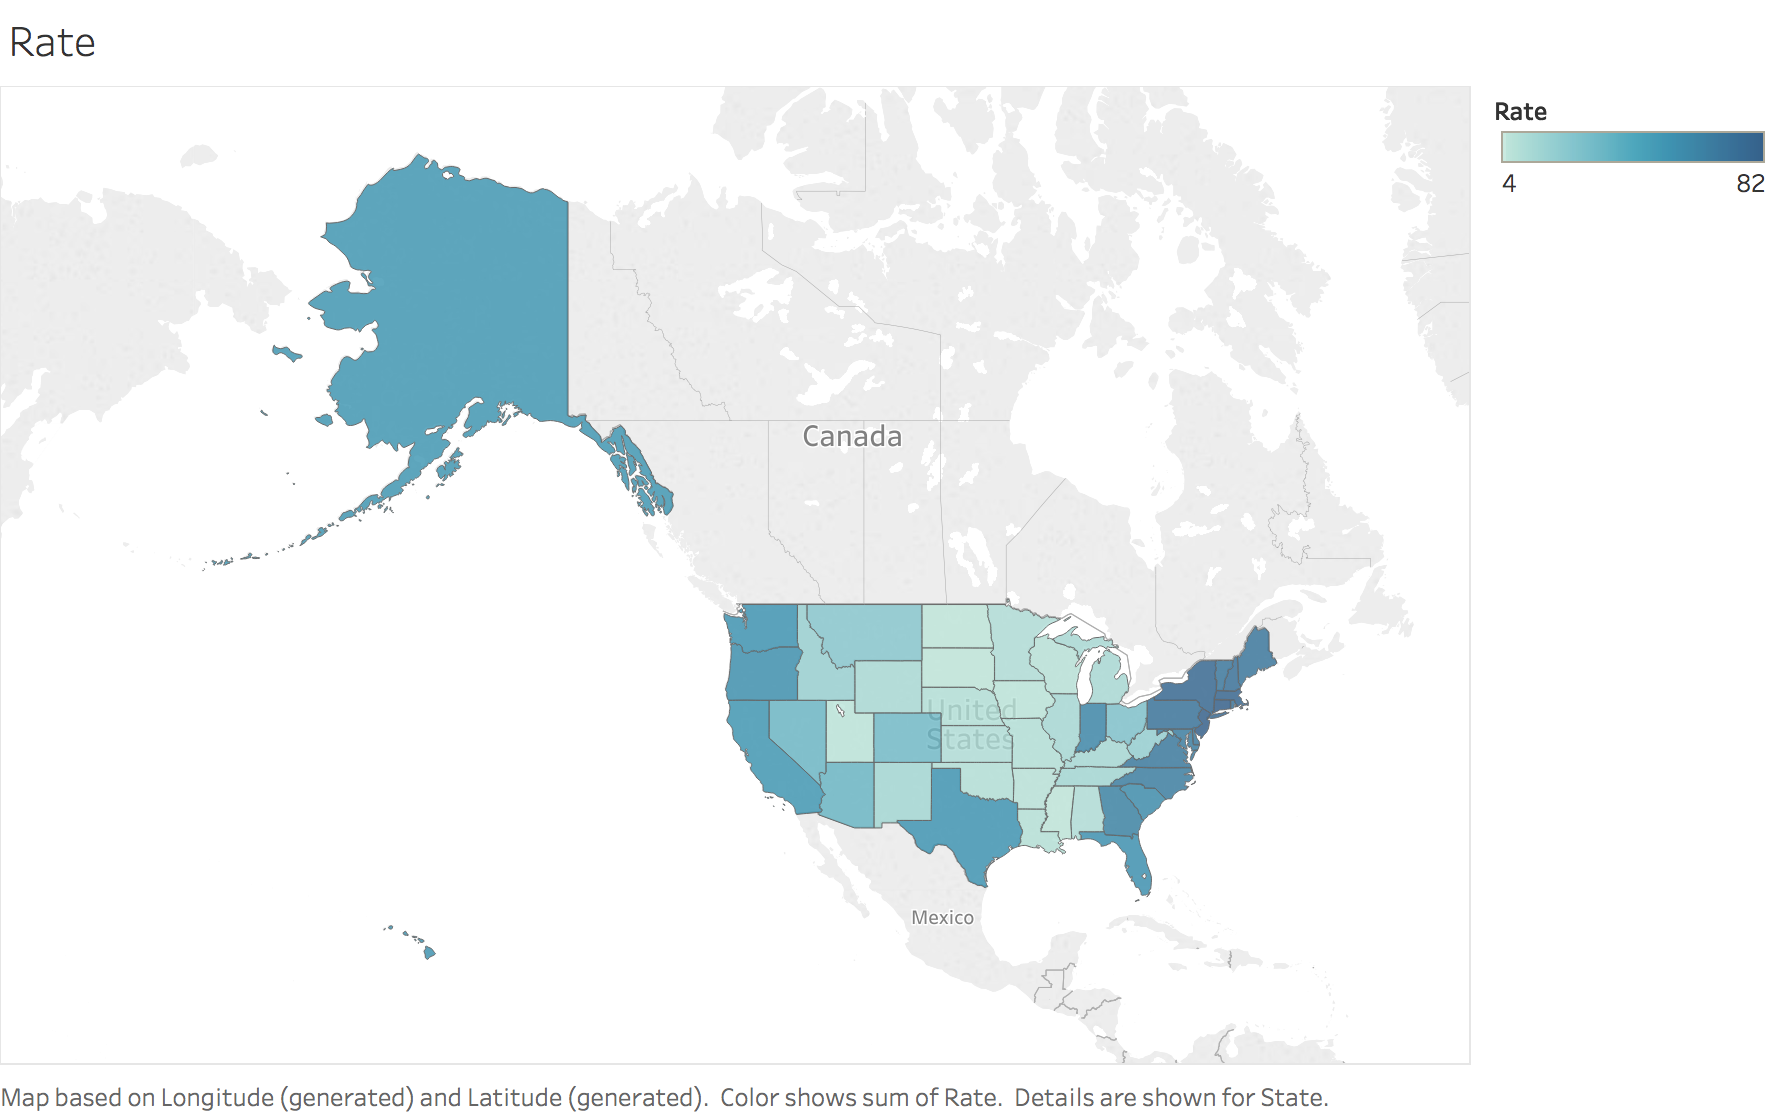 Rate
Rate
4 82
Canada
United
States
Mexico
Map based on Longitude (generated) and Latitude (generated).  Color shows sum of Rate.  Details are shown for State.